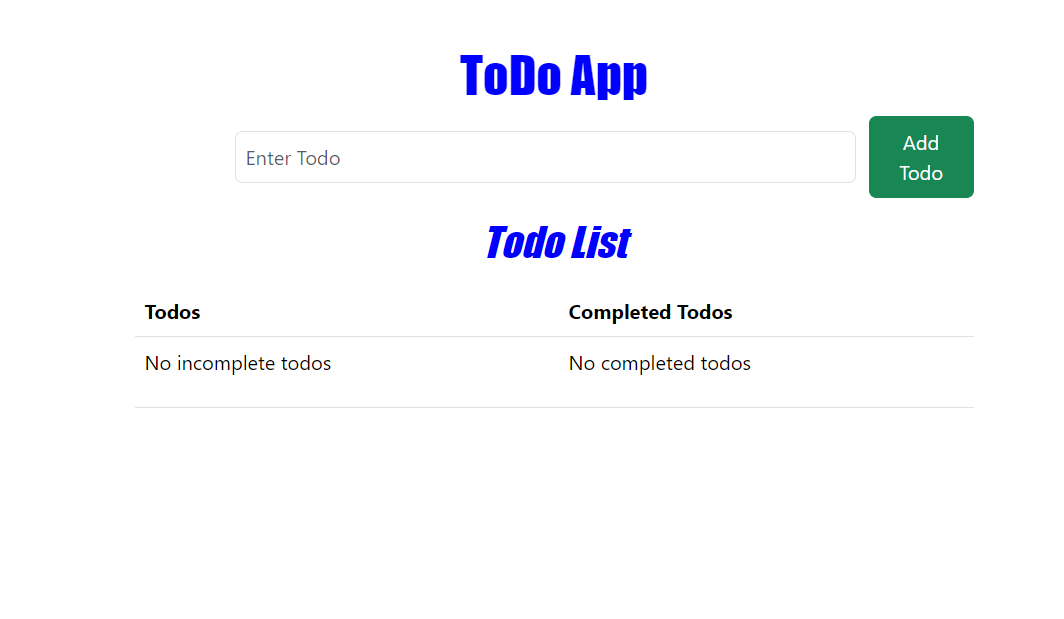 ToDo App
Enter Todo
Add
Todo
Todo List
Todos Completed Todos
No incomplete todos No completed todos